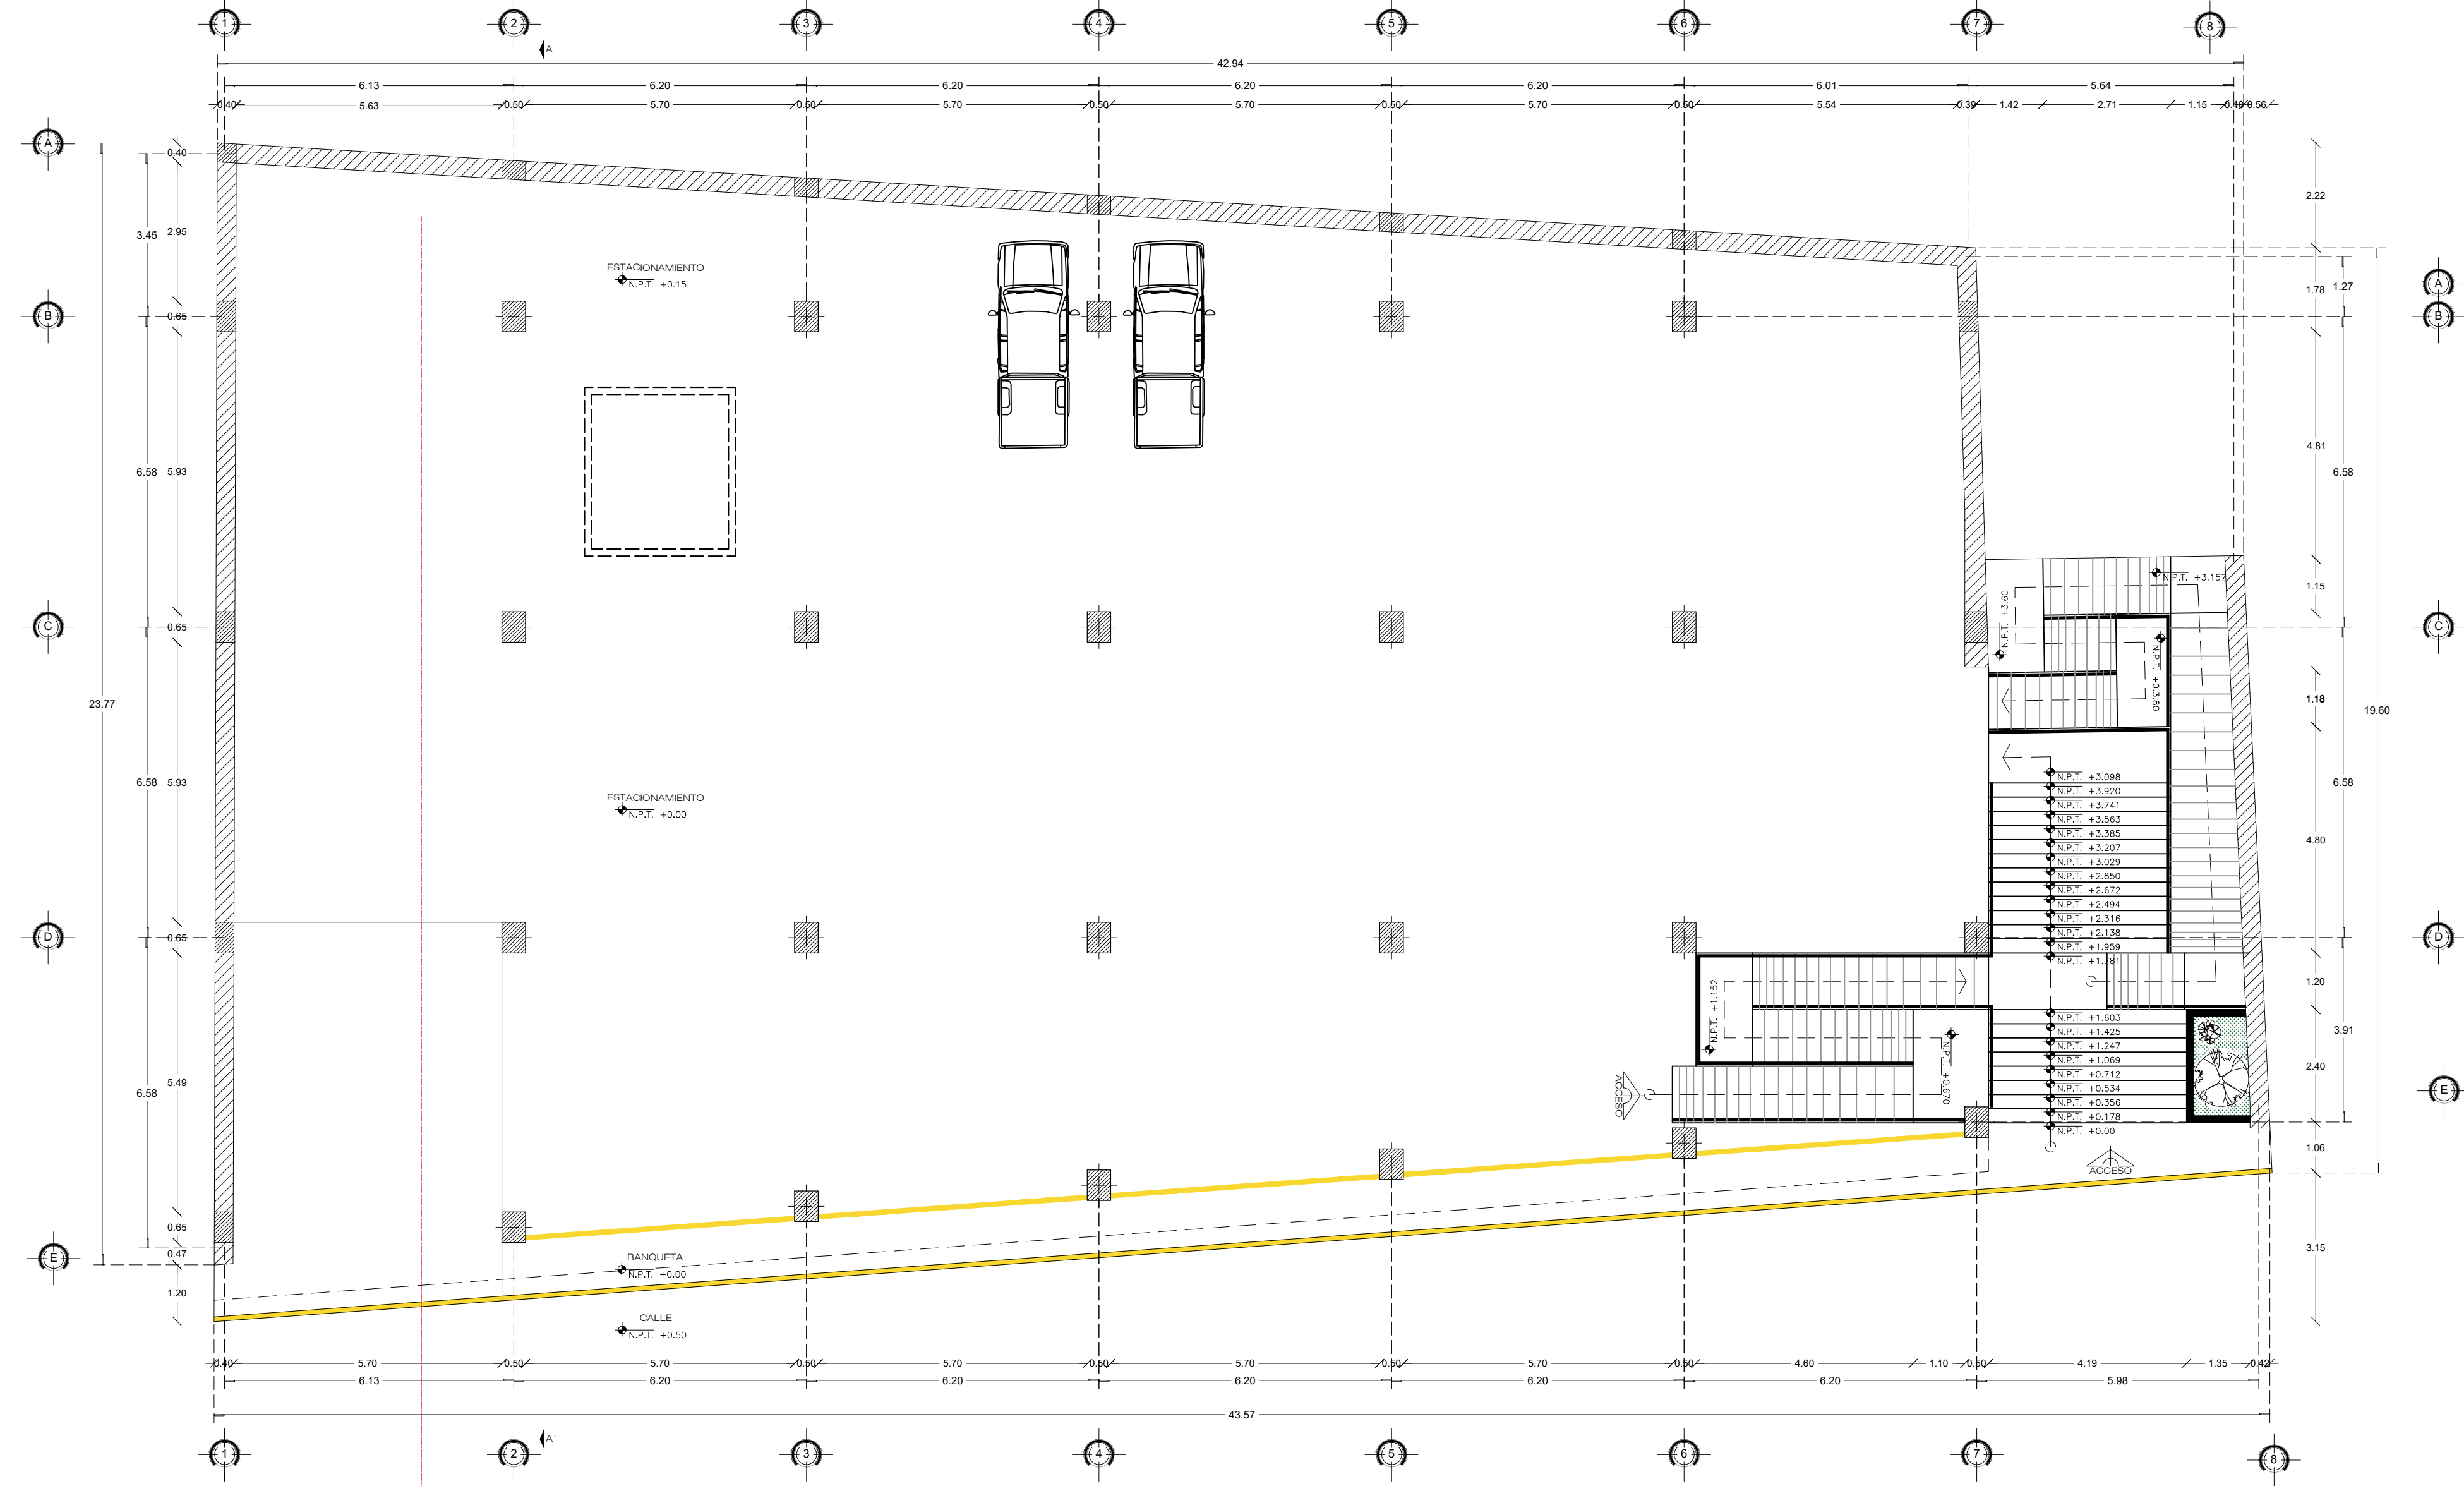 1 2 3 4 5 6 7 8
A
42.94
6.13 6.20 6.20 6.20 6.20 6.01 5.64
0.40 5.63 0.50 5.70 0.50 5.70 0.50 5.70 0.50 5.70 0.50 5.54 0.39 1.42 2.71 1.15 0.40 0.56
A
0.40
2.22
3.45 2.95
ESTACIONAMIENTO
N.P.T. +0.15
A
1.78 1.27
B
0.65
B
4.81
6.58 5.93
6.58
N.P.T. +3.157
1.15
N.P.T. +3.60
C
0.65
C
N.P.T. +0.3.80
1.18
23.77
19.60
6.58 5.93
ESTACIONAMIENTO
N.P.T. +0.00
6.58
N.P.T. +3.098
N.P.T. +3.920
N.P.T. +3.741
N.P.T. +3.563
N.P.T. +3.385
N.P.T. +3.207
N.P.T. +3.029
N.P.T. +2.850
N.P.T. +2.672
N.P.T. +2.494
N.P.T. +2.316
N.P.T. +2.138
N.P.T. +1.959
N.P.T. +1.781
4.80
D
0.65
D
1.20
N.P.T. +1.152
N.P.T. +1.603
N.P.T. +1.425
N.P.T. +1.247
N.P.T. +1.069
N.P.T. +0.712
N.P.T. +0.534
N.P.T. +0.356
N.P.T. +0.178
N.P.T. +0.00
3.91
2.40
N.P.T. +0.670
6.58 5.49
ACCESO
E
ACCESO
1.06
0.65
0.47
E
1.20
3.15
BANQUETA
N.P.T. +0.00
CALLE
N.P.T. +0.50
0.40 5.70 0.50 5.70 0.50 5.70 0.50 5.70 0.50 5.70 0.50 4.60 1.10 0.50 4.19 1.35 0.42
6.13 6.20 6.20 6.20 6.20 6.20 5.98
43.57
A'
1 2 3 4 5 6 7 8